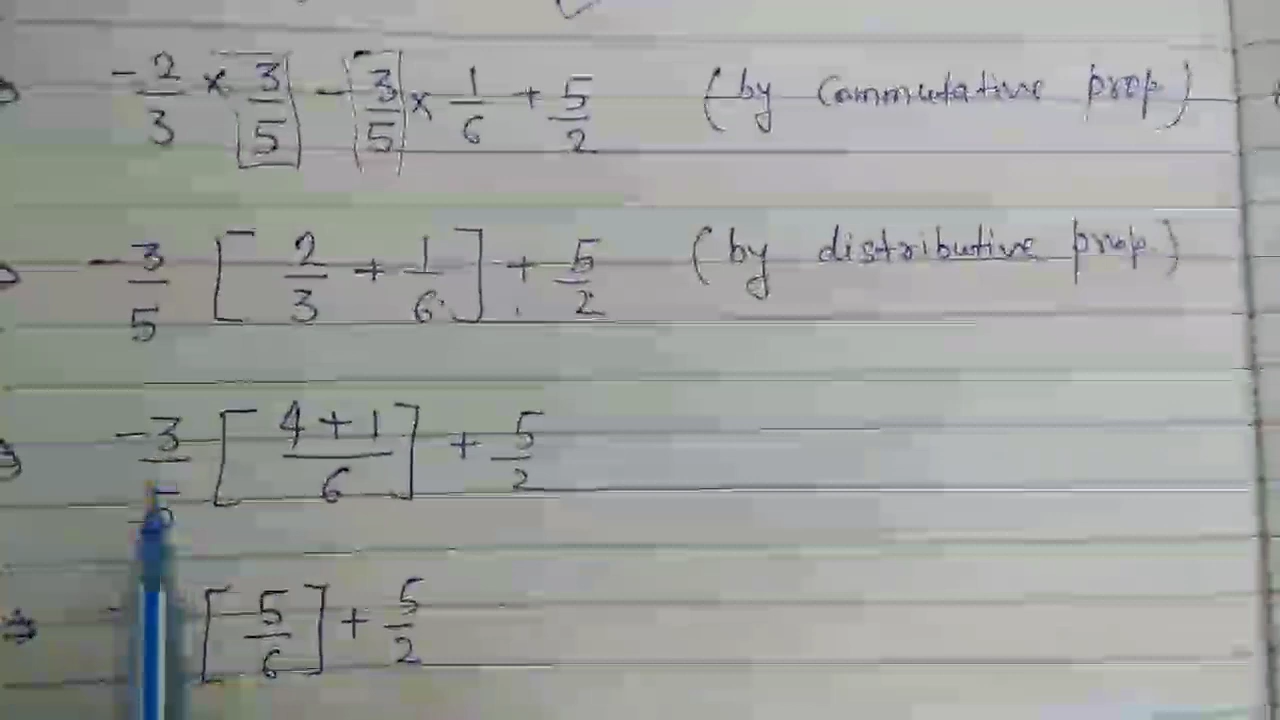 -2/3 × 3/5 - 3/5 × 1/6 + 5/2 (by Commutative prop)
-3/5 [ 2/3 + 1/6 ] + 5/2 (by distributive prop.)
⇒ -3/5 [ 4+1/6 ] + 5/2
⇒ - [ 5/6 ] + 5/2